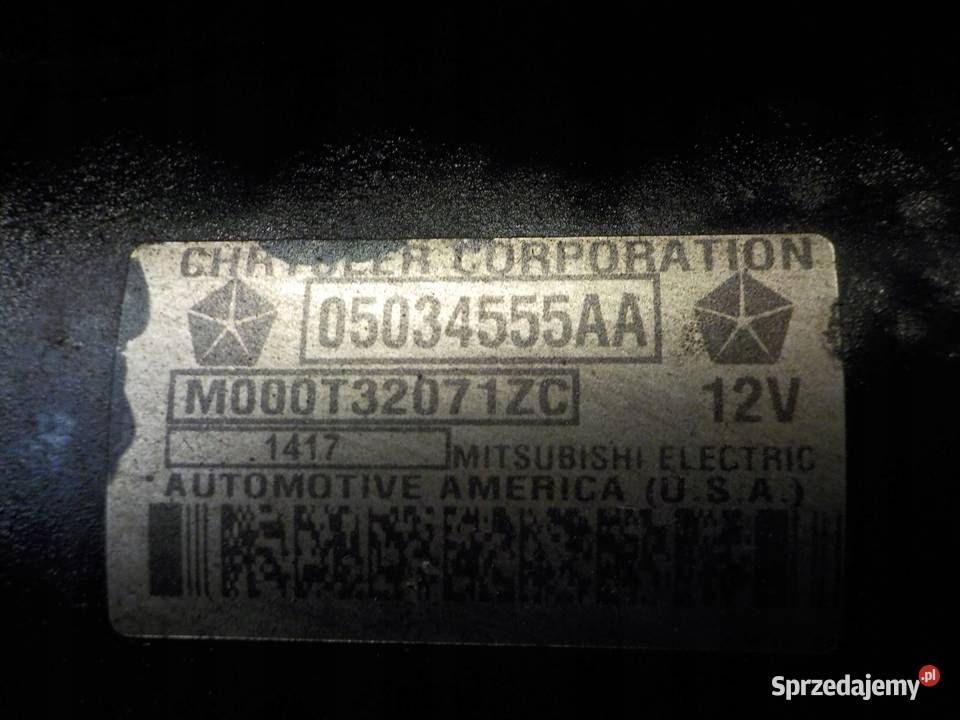 CHRYSLER CORPORATION
05034555AA
M000T32071ZC 12V
1417 MITSUBISHI ELECTRIC
AUTOMOTIVE AMERICA (U.S.A.)
Sprzedajemy.pl